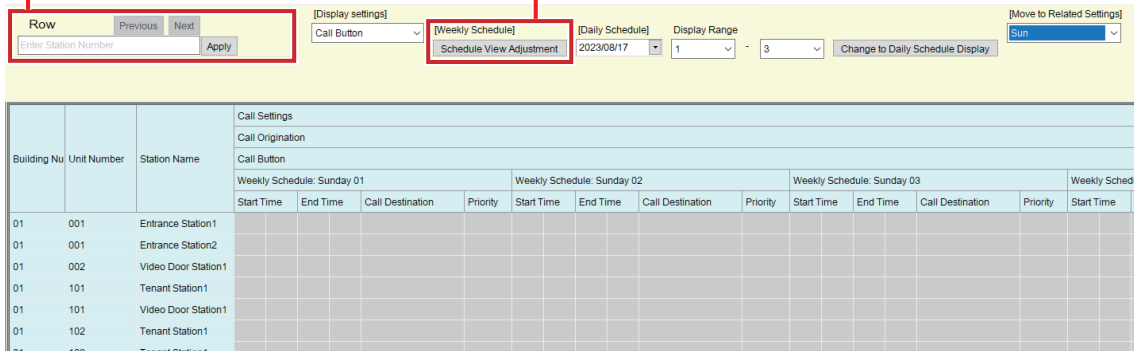 [Display settings]
[Move to Related Settings]
Row Previous Next
Call Button
[Weekly Schedule]
[Daily Schedule] Display Range
Sun
Enter Station Number Apply
Schedule View Adjustment 2023/08/17 1 - 3 Change to Daily Schedule Display
Call Settings
Call Origination
Building Nu Unit Number Station Name Call Button
Weekly Schedule: Sunday 01 Weekly Schedule: Sunday 02 Weekly Schedule: Sunday 03 Weekly Sched
Start Time End Time Call Destination Priority Start Time End Time Call Destination Priority Start Time End Time Call Destination Priority Start Time
01 001 Entrance Station1
01 001 Entrance Station2
01 002 Video Door Station1
01 101 Tenant Station1
01 101 Video Door Station1
01 102 Tenant Station1